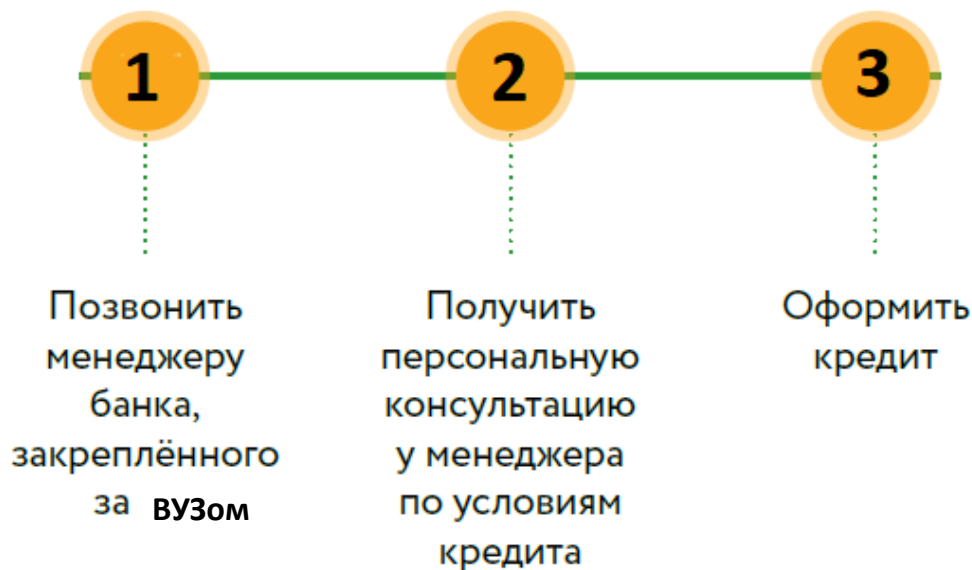 1
2
3
Позвонить
менеджеру
банка,
закреплённого
за ВУЗом
Получить
персональную
консультацию
у менеджера
по условиям
кредита
Оформить
кредит